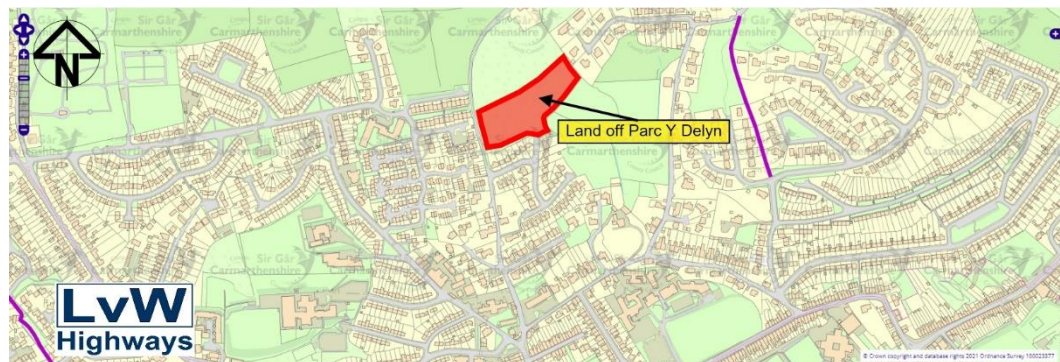 N
Land off Parc Y Delyn
Sir Gâr
Carmarthenshire
LvW
Highways
© Crown copyright and database rights 2021 Ordnance Survey 100023377